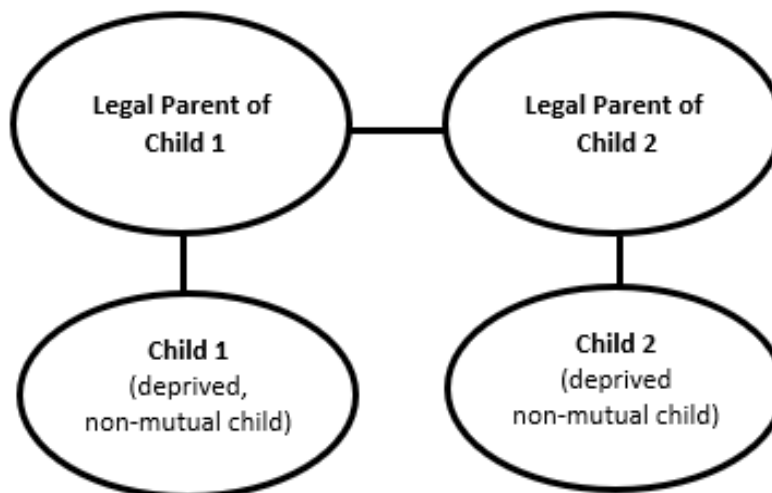 Legal Parent of
Child 1
Legal Parent of
Child 2
Child 1
(deprived,
non-mutual child)
Child 2
(deprived
non-mutual child)